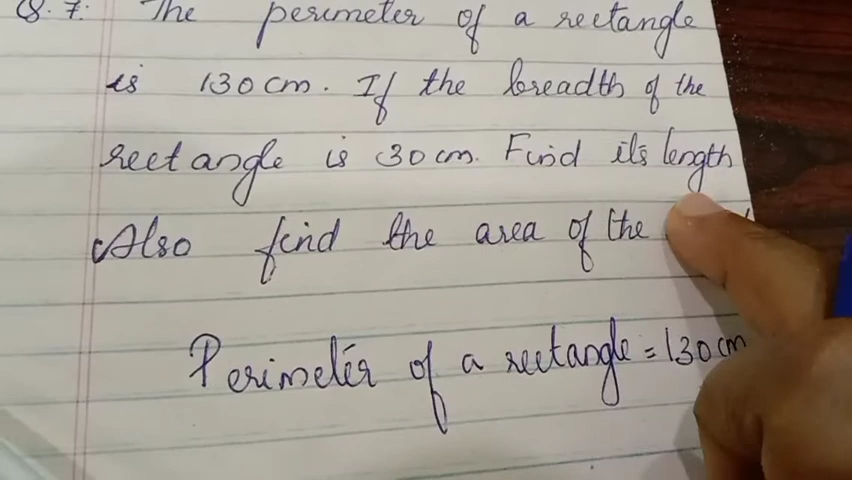 Q. 7. The perimeter of a rectangle
is 130 cm. If the breadth of the
rectangle is 30 cm. Find its length
Also find the area of the
Perimeter of a rectangle = 130 cm